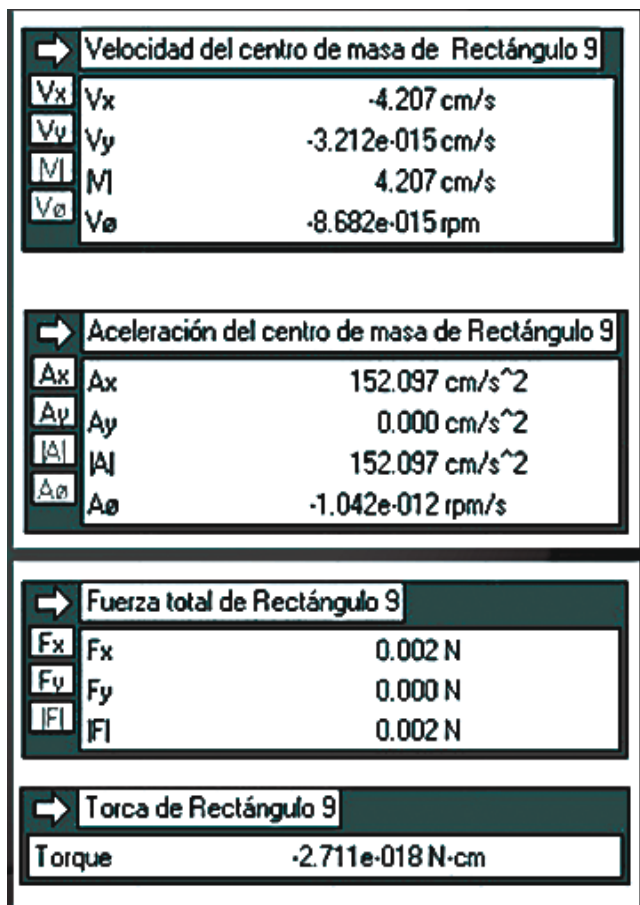 Velocidad del centro de masa de Rectángulo 9
Vx Vx -4.207 cm/s
Vy Vy -3.212e-015 cm/s
|V| |V| 4.207 cm/s
Vø Vø -8.682e-015 rpm
Aceleración del centro de masa de Rectángulo 9
Ax Ax 152.097 cm/s^2
Ay Ay 0.000 cm/s^2
|A| |A| 152.097 cm/s^2
Aø Aø -1.042e-012 rpm/s
Fuerza total de Rectángulo 9
Fx Fx 0.002 N
Fy Fy 0.000 N
|F| |F| 0.002 N
Torca de Rectángulo 9
Torque -2.711e-018 N-cm